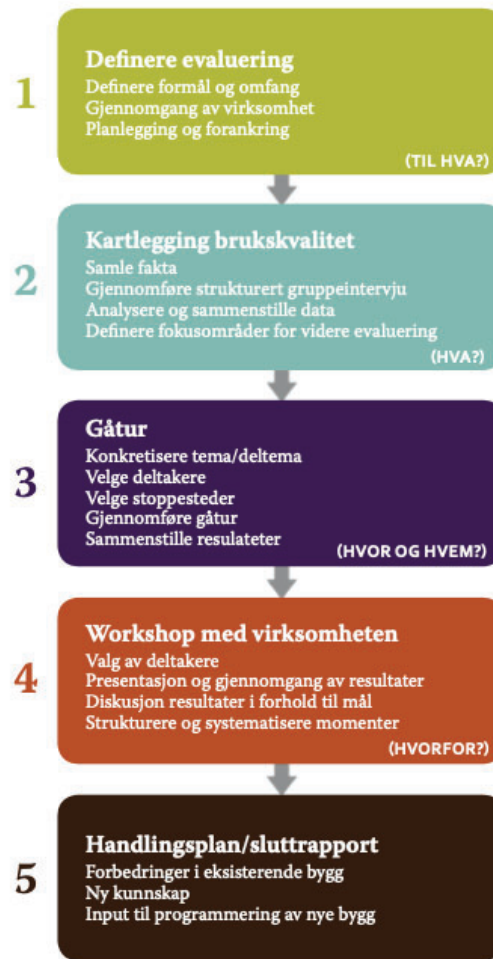 1
Definere evaluering
Definere formål og omfang
Gjennomgang av virksomhet
Planlegging og forankring
(TIL HVA?)
2
Kartlegging brukskvalitet
Samle fakta
Gjennomføre strukturert gruppeintervju
Analysere og sammenstille data
Definere fokusområder for videre evaluering
(HVA?)
3
Gåtur
Konkretisere tema/deltema
Velge deltakere
Velge stoppesteder
Gjennomføre gåtur
Sammenstille resulateter
(HVOR OG HVEM?)
4
Workshop med virksomheten
Valg av deltakere
Presentasjon og gjennomgang av resultater
Diskusjon resultater i forhold til mål
Strukturere og systematisere momenter
(HVORFOR?)
5
Handlingsplan/sluttrapport
Forbedringer i eksisterende bygg
Ny kunnskap
Input til programmering av nye bygg